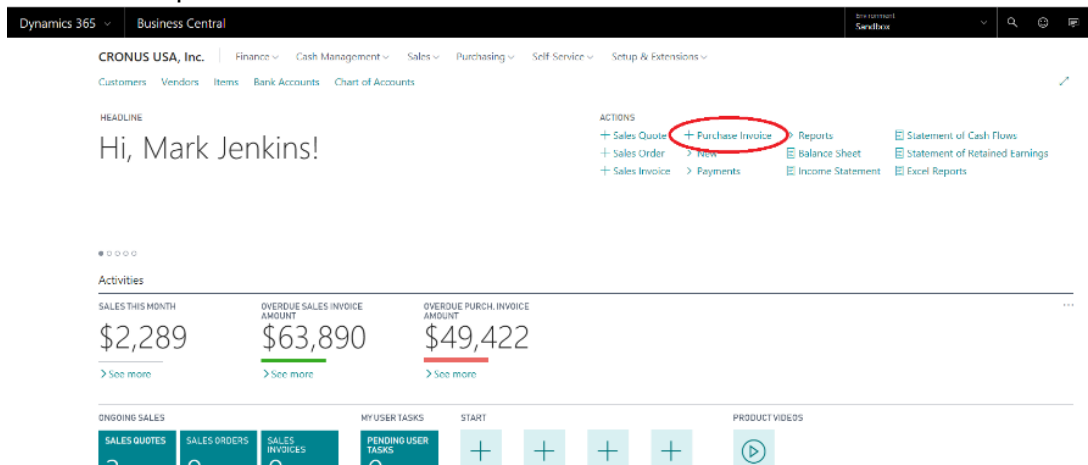 Dynamics 365 Business Central
Environment
Sandbox
CRONUS USA, Inc. Finance Cash Management Sales Purchasing Self-Service Setup & Extensions
Customers Vendors Items Bank Accounts Chart of Accounts
HEADLINE
Hi, Mark Jenkins!
ACTIONS
+ Sales Quote + Purchase Invoice > Reports Statement of Cash Flows
+ Sales Order > New Balance Sheet Statement of Retained Earnings
+ Sales Invoice > Payments Income Statement Excel Reports
Activities
SALES THIS MONTH OVERDUE SALES INVOICE AMOUNT OVERDUE PURCH. INVOICE AMOUNT
$2,289 $63,890 $49,422
> See more > See more > See more
ONGOING SALES MY USER TASKS START PRODUCT VIDEOS
SALES QUOTES SALES ORDERS SALES INVOICES PENDING USER TASKS